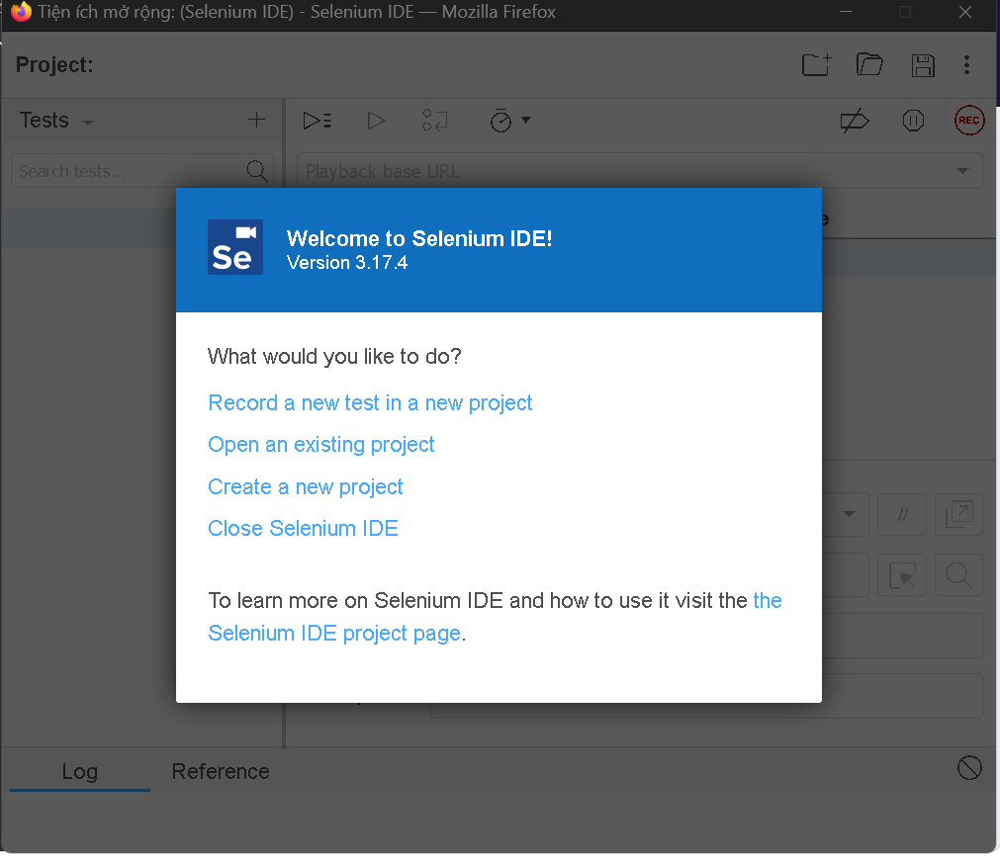 Tiện ích mở rộng: (Selenium IDE) - Selenium IDE — Mozilla Firefox
Project:
Tests
REC
Search tests...
Playback base URL
Se
Welcome to Selenium IDE!
Version 3.17.4
What would you like to do?
Record a new test in a new project
Open an existing project
Create a new project
Close Selenium IDE
//
To learn more on Selenium IDE and how to use it visit the the
Selenium IDE project page.
Log
Reference